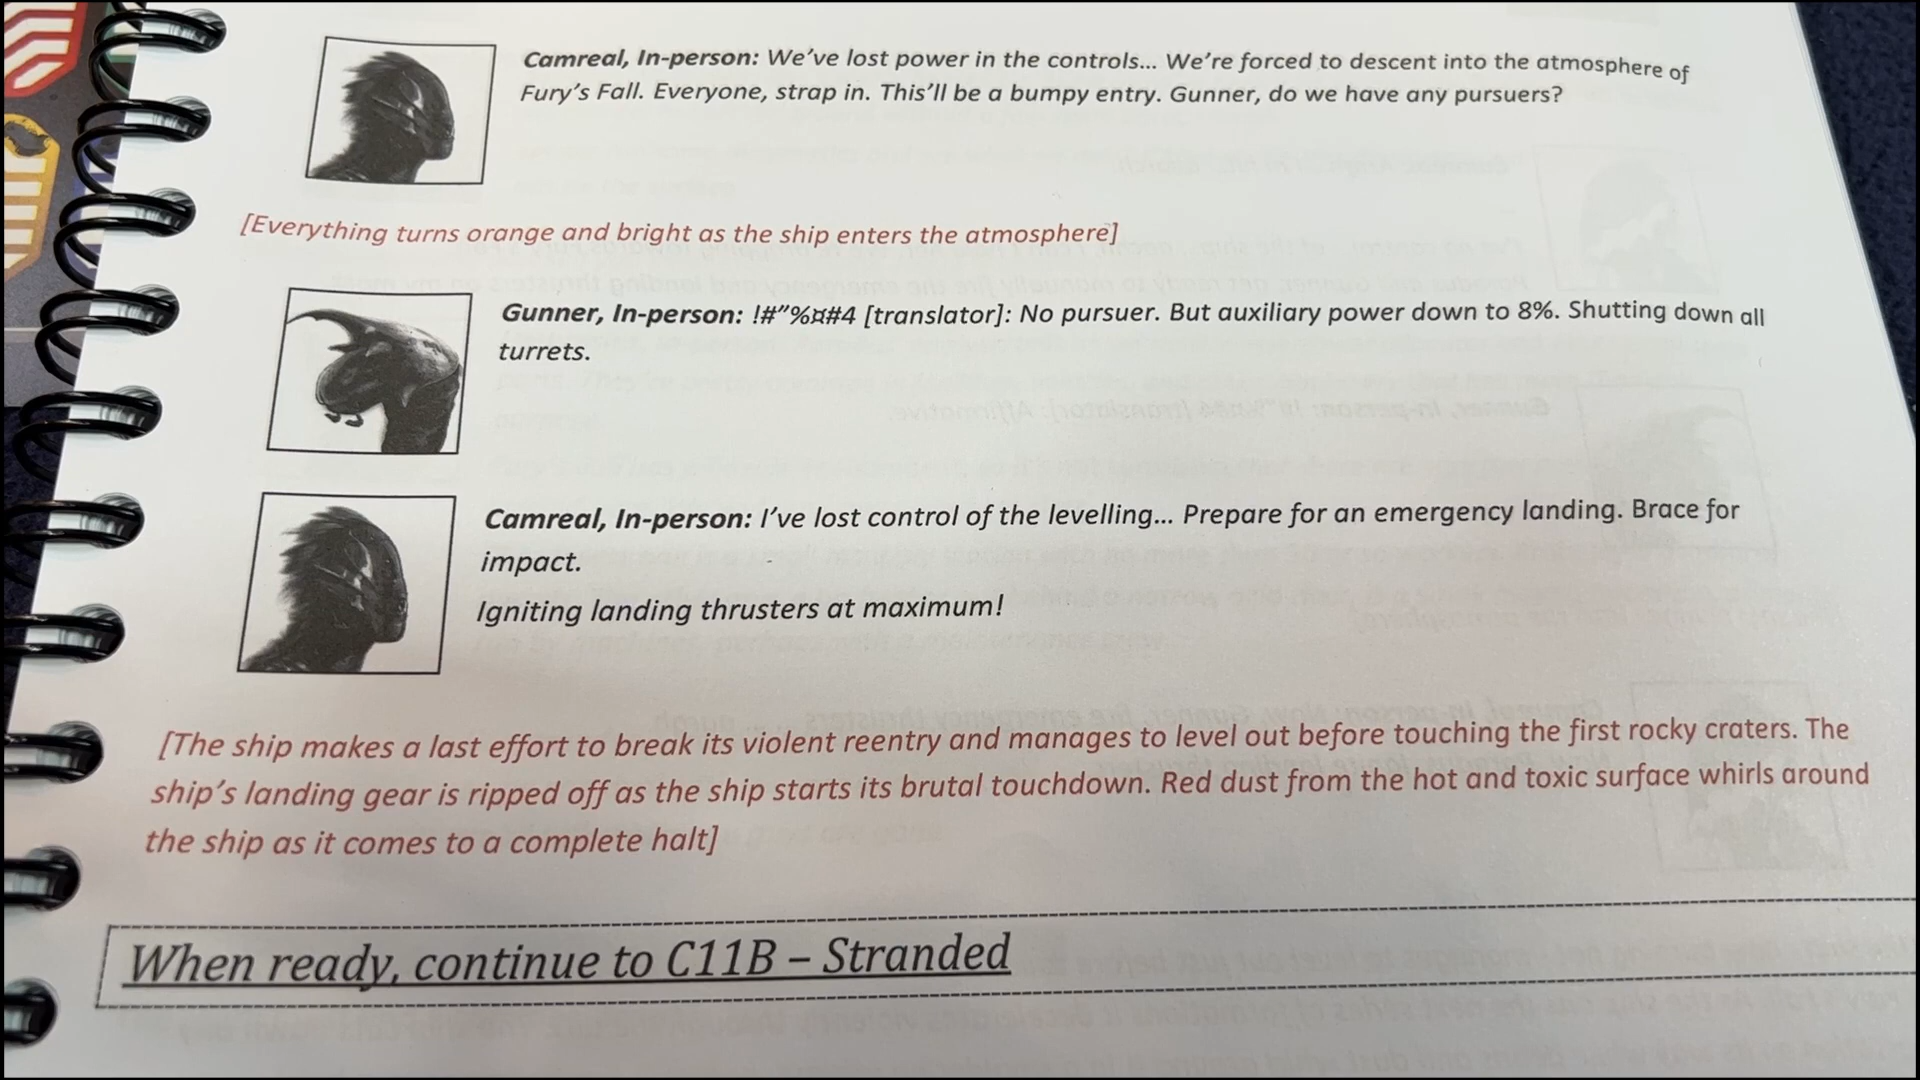 Camreal, In-person: We've lost power in the controls... We're forced to descent into the atmosphere of
Fury's Fall. Everyone, strap in. This'll be a bumpy entry. Gunner, do we have any pursuers?
[Everything turns orange and bright as the ship enters the atmosphere]
Gunner, In-person: !#"%¤#4 [translator]: No pursuer. But auxiliary power down to 8%. Shutting down all
turrets.
Camreal, In-person: I've lost control of the levelling... Prepare for an emergency landing. Brace for
impact.
Igniting landing thrusters at maximum!
[The ship makes a last effort to break its violent reentry and manages to level out before touching the first rocky craters. The
ship's landing gear is ripped off as the ship starts its brutal touchdown. Red dust from the hot and toxic surface whirls around
the ship as it comes to a complete halt]
When ready, continue to C11B – Stranded